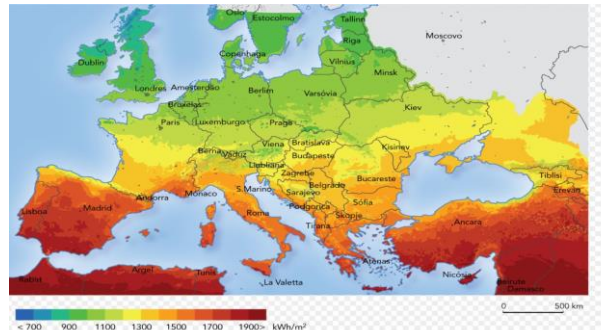 Oslo
Estocolmo
Tallinn
Moscovo
Riga
Copenhaga
Vilnius
Dublin
Minsk
Londres
Amesterdão
Berlim
Varsóvia
Bruxelas
Kiev
Paris
Luxemburgo
Praga
Viena
Bratislava
Kisinev
Berna
Vaduz
Budapeste
Liubliana
Zagrebe
Bucareste
Tiblisi
Mónaco
S.Marino
Belgrado
Andorra
Sarajevo
Sófia
Erevan
Lisboa
Madrid
Roma
Podgorica
Skopje
Tirana
Ancara
Atenas
Argel
Tunis
Nicósia
Rabat
La Valetta
Beirute
Damasco
0 500 km
< 700 900 1100 1300 1500 1700 1900> kWh/m²